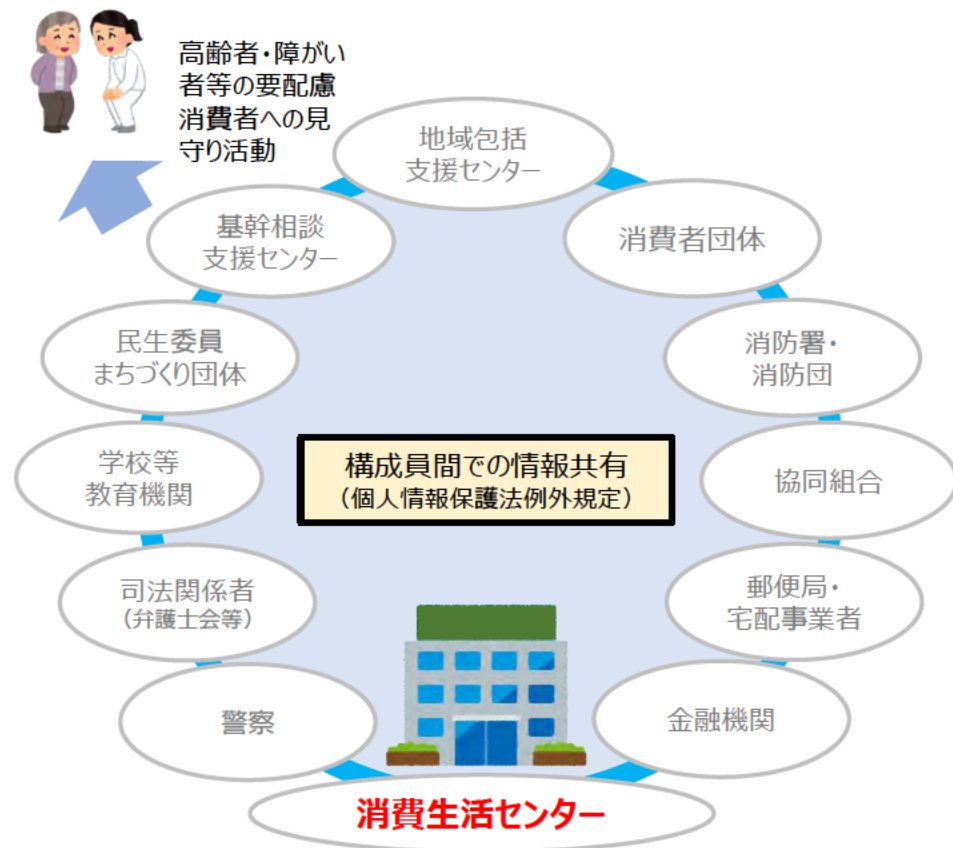 高齢者・障がい
者等の要配慮
消費者への見
守り活動
地域包括
支援センター
基幹相談
支援センター
消費者団体
民生委員
まちづくり団体
消防署・
消防団
学校等
教育機関
構成員間での情報共有
（個人情報保護法例外規定）
協同組合
司法関係者
（弁護士会等）
郵便局・
宅配事業者
警察
金融機関
消費生活センター